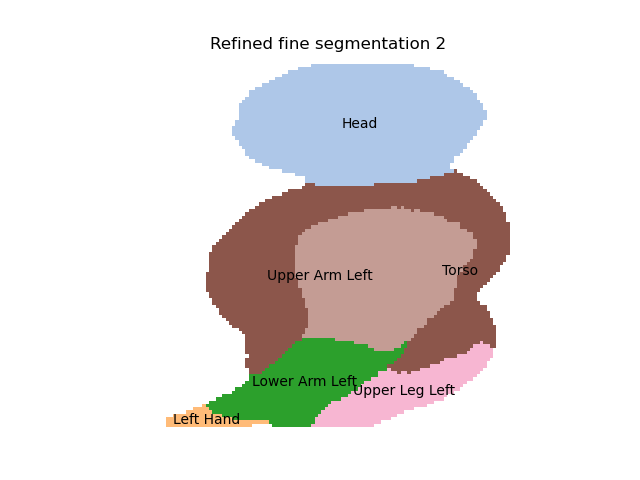 Refined fine segmentation 2
Head
Upper Arm Left
Torso
Lower Arm Left
Upper Leg Left
Left Hand